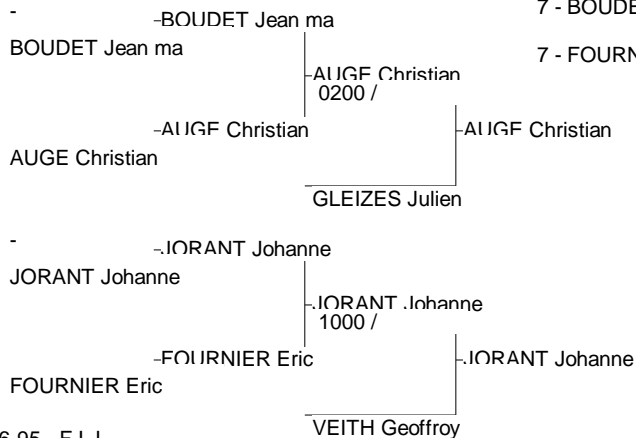 -
-BOUDET Jean ma
7 - BOUDE
BOUDET Jean ma
7 - FOURN
-AUGE Christian
0200 /
-AUGE Christian
-AUGE Christian
AUGE Christian
GLEIZES Julien
-
-JORANT Johanne
JORANT Johanne
-JORANT Johanne
1000 /
-FOURNIER Eric
-JORANT Johanne
FOURNIER Eric
VEITH Geoffroy